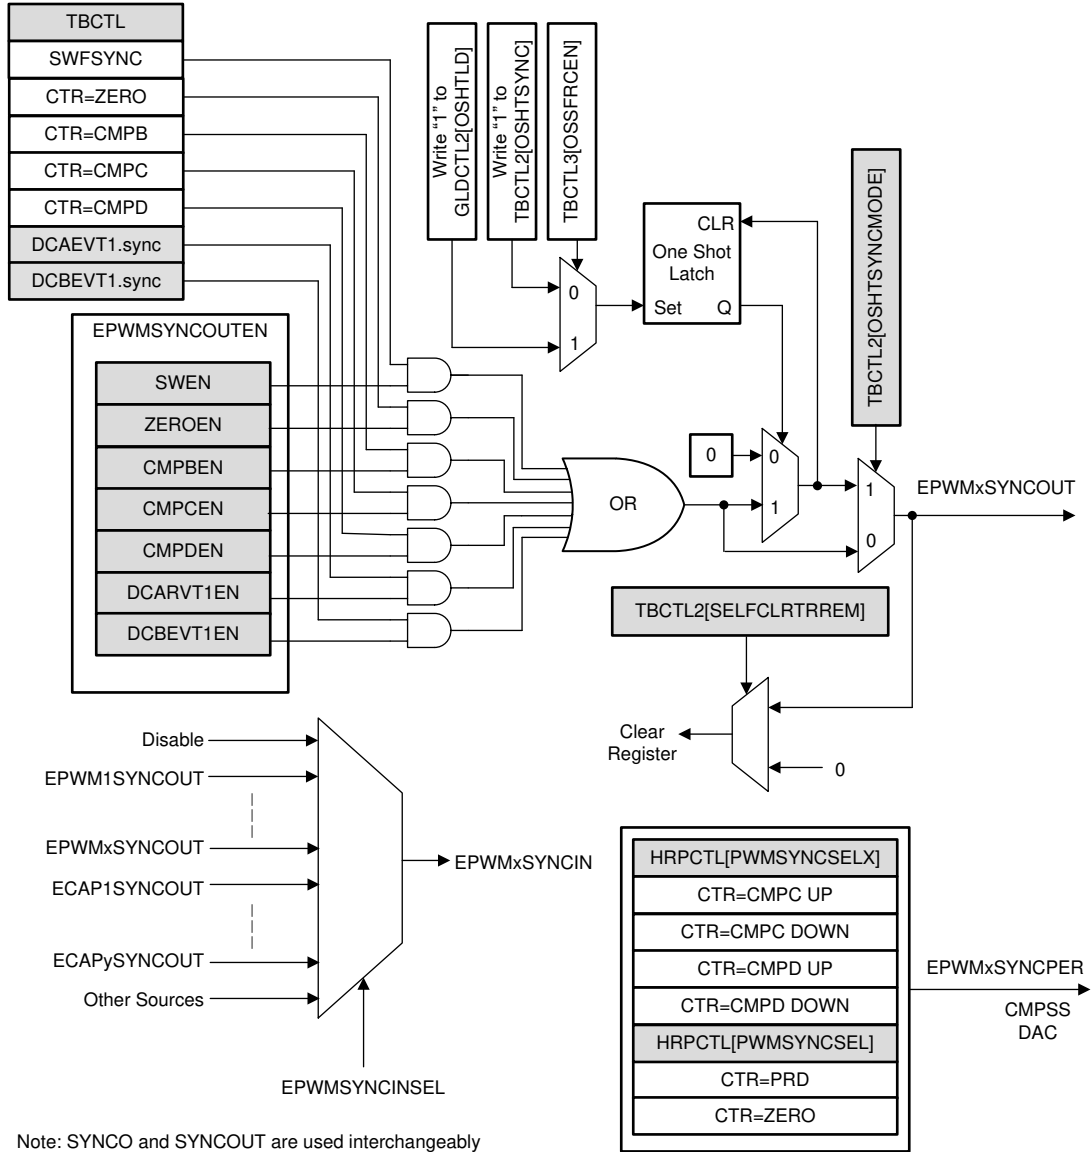 TBCTL
SWFSYNC
CTR=ZERO
CTR=CMPB
CTR=CMPC
CTR=CMPD
DCAEVT1.sync
DCBEVT1.sync
EPWMSYNCOUTEN
SWEN
ZEROEN
CMPBEN
CMPCEN
CMPDEN
DCARVT1EN
DCBEVT1EN
Write “1” to
GLDCTL2[OSHTLD]
Write “1” to
TBCTL2[OSHTSYNC]
TBCTL3[OSSFRCEN]
0
1
CLR
One Shot
Latch
Set Q
TBCTL2[OSHTSYNCMODE]
OR
0
0
1
1
0
EPWMxSYNCOUT
TBCTL2[SELFCLRTRREM]
Clear
Register
0
Disable
EPWM1SYNCOUT
EPWMxSYNCOUT
ECAP1SYNCOUT
ECAPySYNCOUT
Other Sources
EPWMxSYNCIN
EPWMSYNCINSEL
HRPCTL[PWMSYNCSELX]
CTR=CMPC UP
CTR=CMPC DOWN
CTR=CMPD UP
CTR=CMPD DOWN
HRPCTL[PWMSYNCSEL]
CTR=PRD
CTR=ZERO
EPWMxSYNCPER
CMPSS
DAC
Note: SYNCO and SYNCOUT are used interchangeably